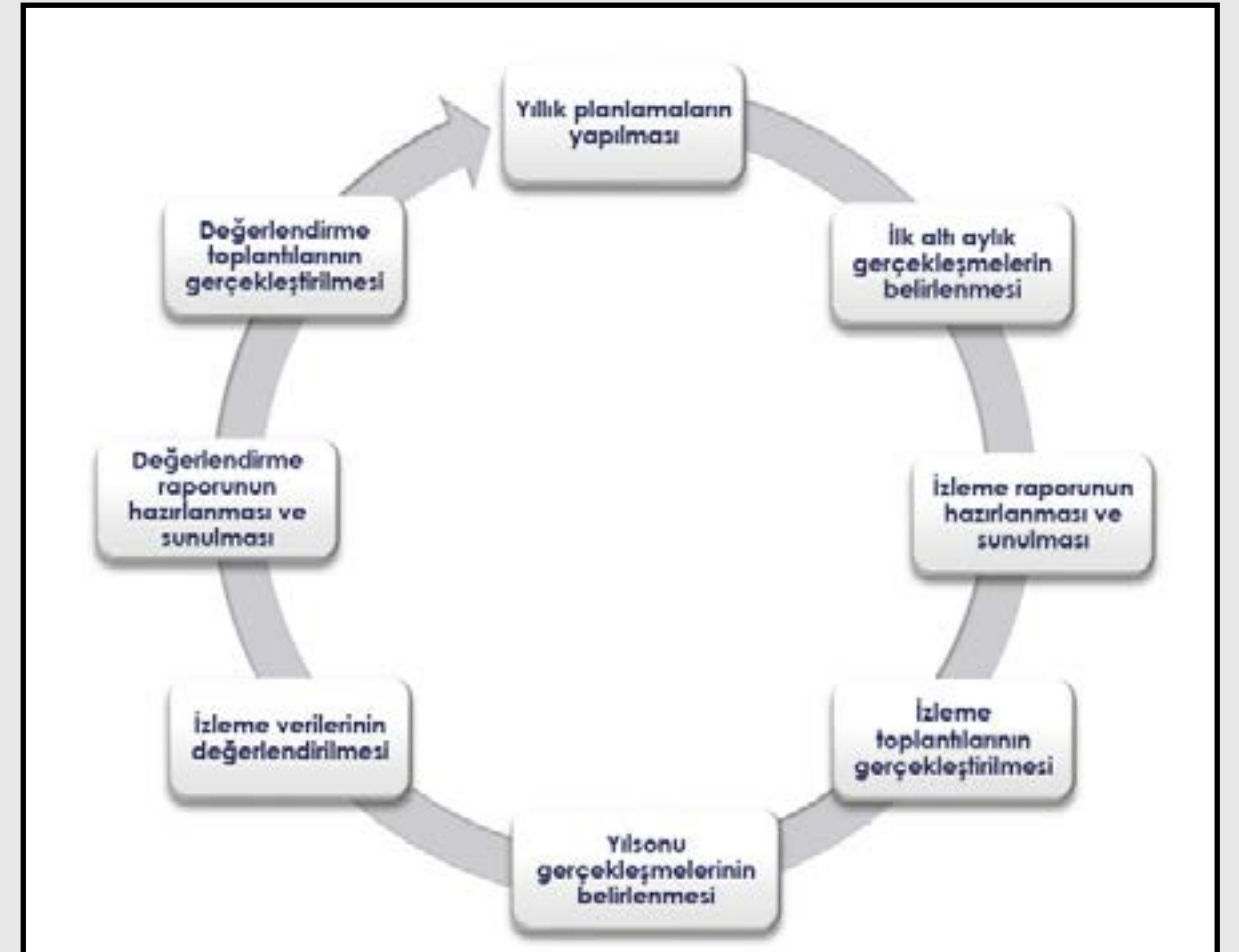 Yıllık planlamaların
yapılması
İlk altı aylık
gerçekleşmelerin
belirlenmesi
İzleme raporunun
hazırlanması ve
sunulması
İzleme
toplantılarının
gerçekleştirilmesi
Yılsonu
gerçekleşmelerinin
belirlenmesi
İzleme verilerinin
değerlendirilmesi
Değerlendirme
raporunun
hazırlanması ve
sunulması
Değerlendirme
toplantılarının
gerçekleştirilmesi